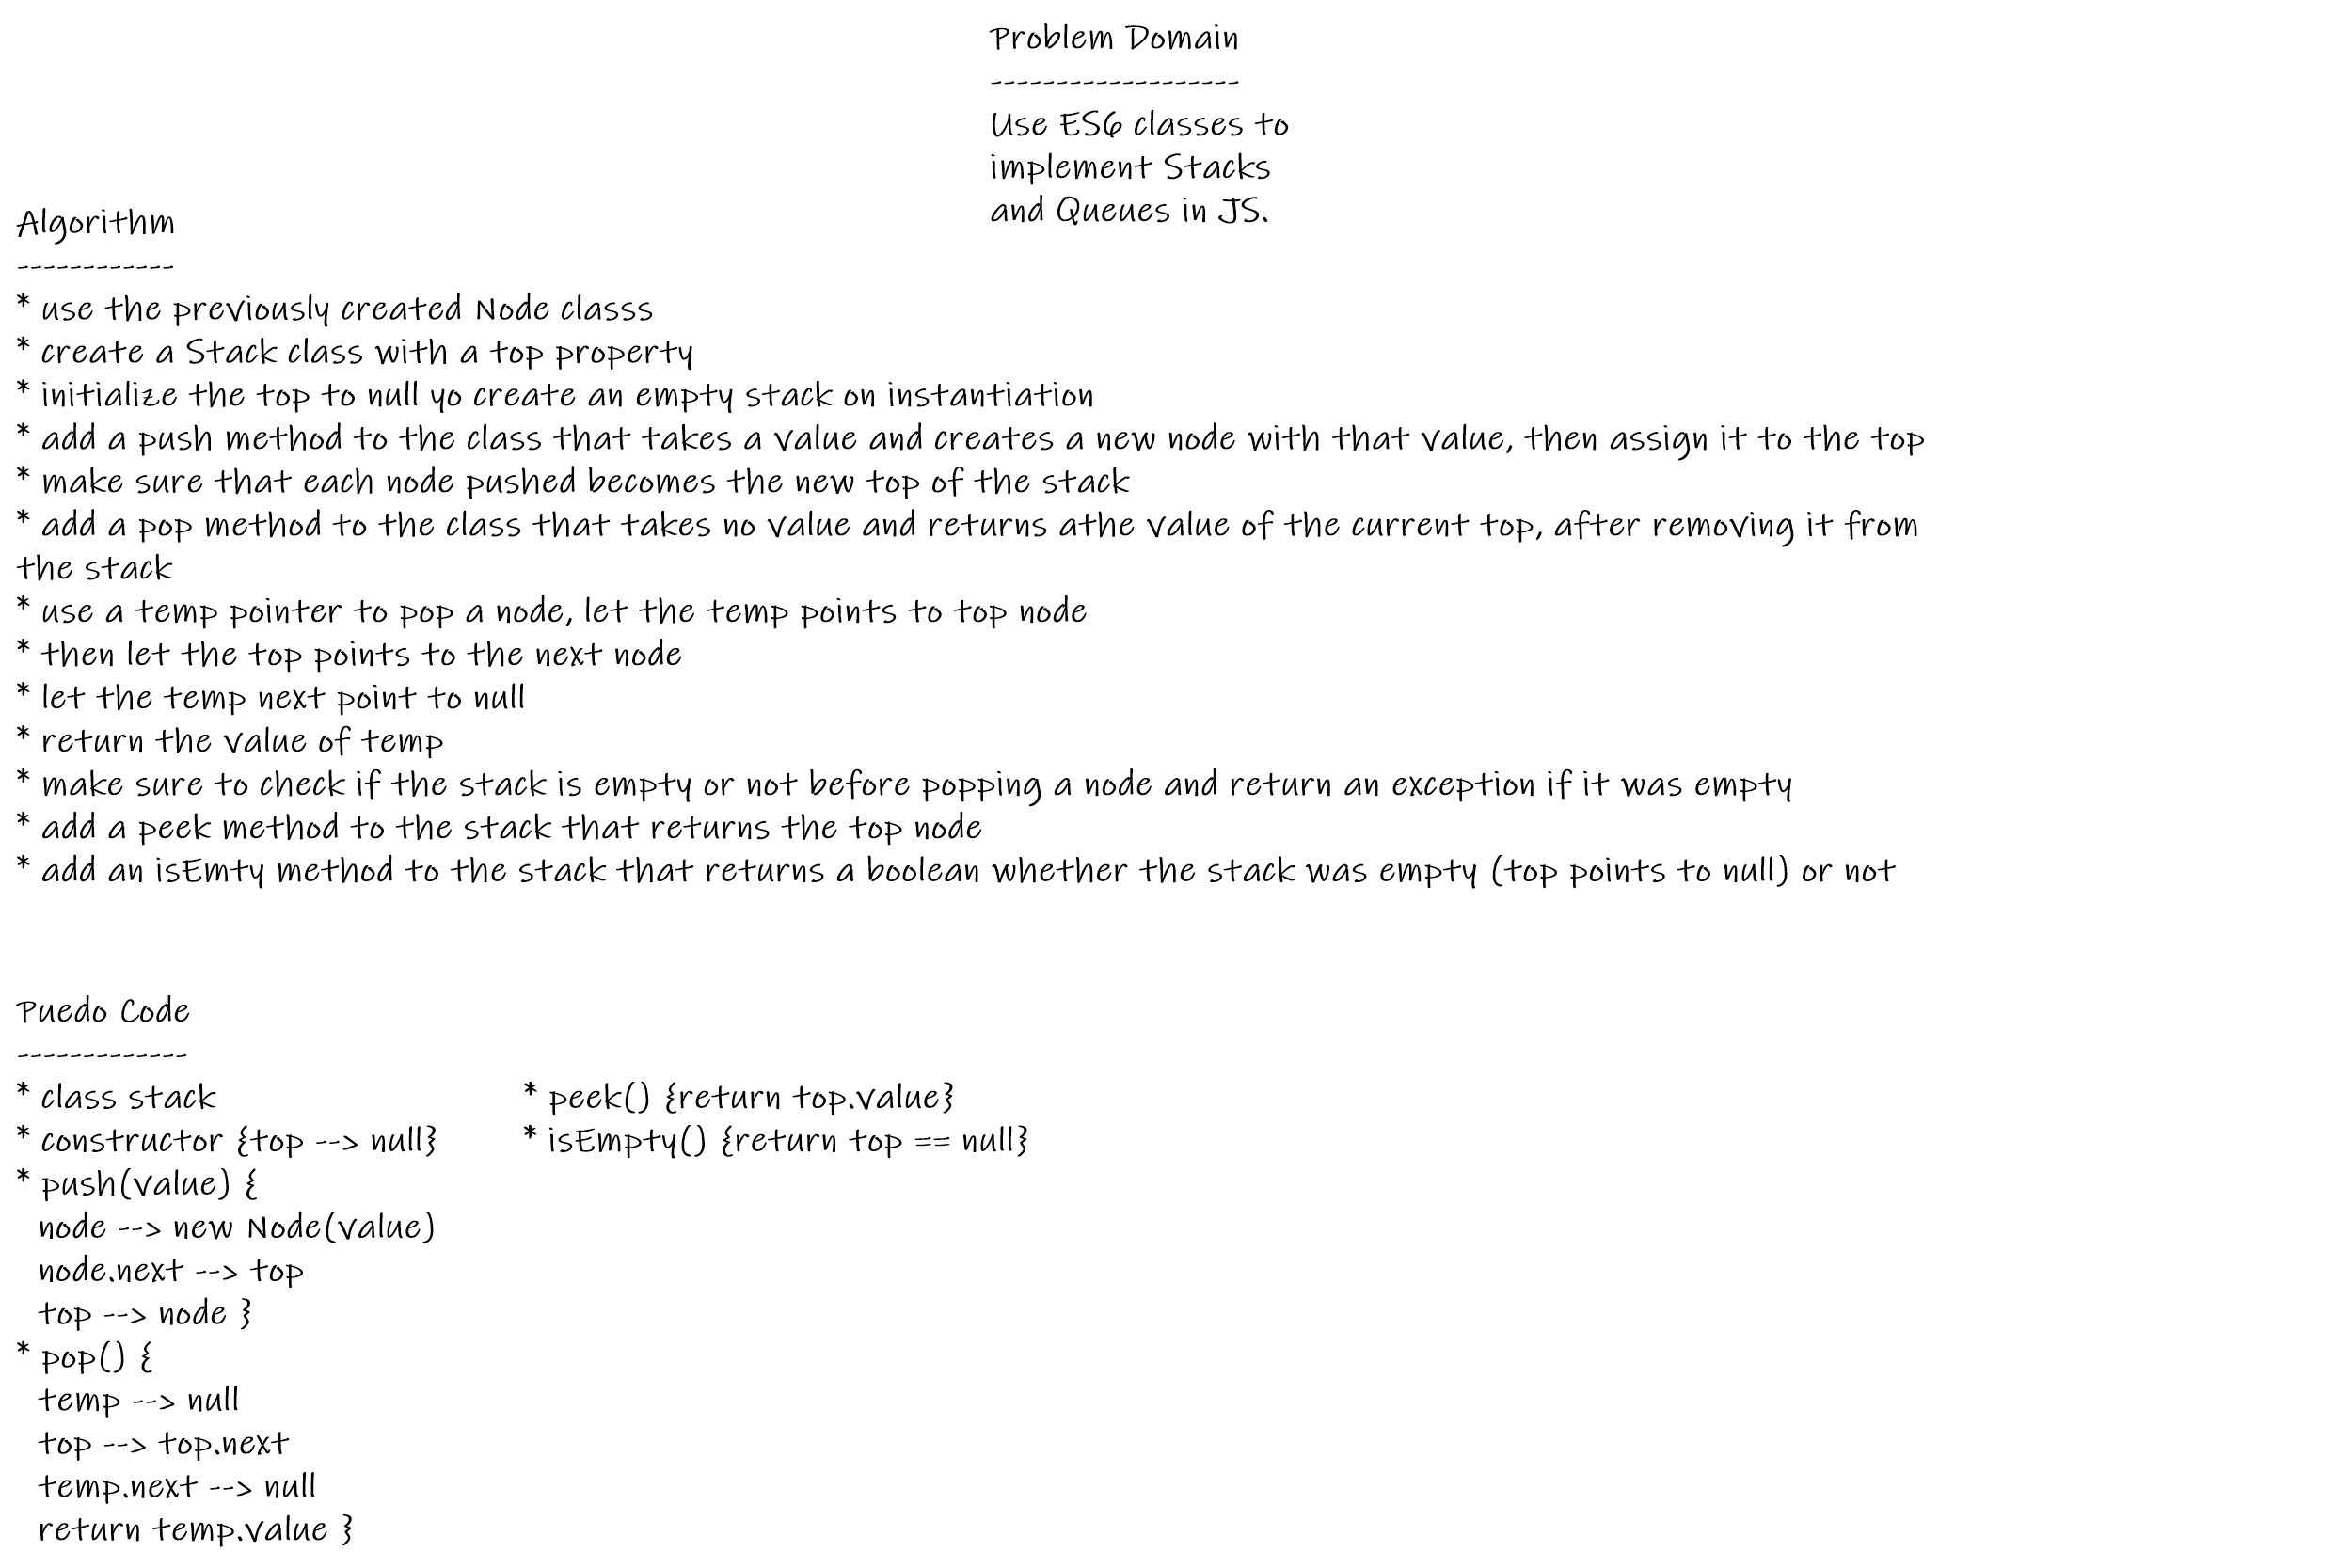 Problem Domain
-------------------
Use ES6 classes to
implement Stacks
and Queues in JS.
Algorithm
------------
* use the previously created Node classs
* create a Stack class with a top property
* initialize the top to null yo create an empty stack on instantiation
* add a push method to the class that takes a value and creates a new node with that value, then assign it to the top
* make sure that each node pushed becomes the new top of the stack
* add a pop method to the class that takes no value and returns athe value of the current top, after removing it from
the stack
* use a temp pointer to pop a node, let the temp points to top node
* then let the top points to the next node
* let the temp next point to null
* return the value of temp
* make sure to check if the stack is empty or not before popping a node and return an exception if it was empty
* add a peek method to the stack that returns the top node
* add an isEmty method to the stack that returns a boolean whether the stack was empty (top points to null) or not
Puedo Code
-------------
* class stack
* constructor {top --> null}
* push(value) {
node --> new Node(value)
node.next --> top
top --> node }
* pop() {
temp --> null
top --> top.next
temp.next --> null
return temp.value }
* peek() {return top.value}
* isEmpty() {return top == null}